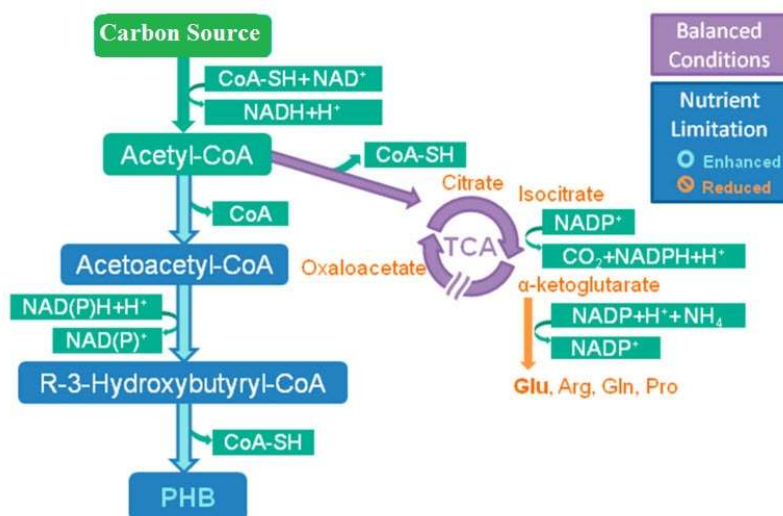 Carbon Source
CoA-SH+NAD⁺
NADH+H⁺
Acetyl-CoA
CoA-SH
CoA
Acetoacetyl-CoA
NAD(P)H+H⁺
NAD(P)⁺
R-3-Hydroxybutyryl-CoA
CoA-SH
PHB
Citrate
Isocitrate
TCA
Oxaloacetate
NADP⁺
CO₂+NADPH+H⁺
α-ketoglutarate
NADP+H⁺+NH₄
NADP⁺
Glu, Arg, Gln, Pro
Balanced
Conditions
Nutrient
Limitation
Enhanced
Reduced